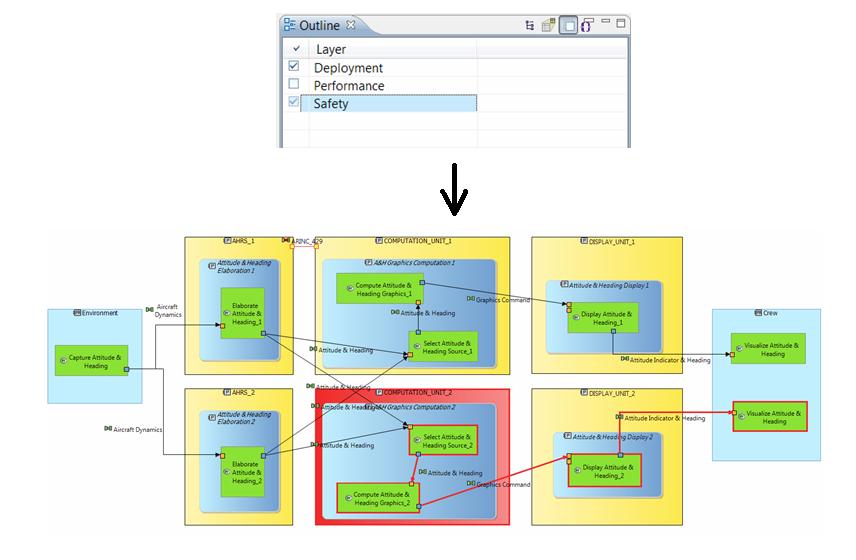 Outline
Layer
Deployment
Performance
Safety
AHRS_1
ARINC_429
COMPUTATION_UNIT_1
DISPLAY_UNIT_1
Attitude & Heading
Elaboration 1
A&H Graphics Computation 1
Attitude & Heading Display 1
Compute Attitude &
Heading Graphics_1
Graphics Command
Aircraft
Dynamics
Elaborate
Attitude &
Heading_1
Attitude & Heading
Display Attitude &
Heading_1
Environment
Crew
Select Attitude &
Heading Source_1
Attitude & Heading
Visualize Attitude &
Heading
Capture Attitude &
Heading
Attitude Indicator & Heading
Attitude & Heading
AHRS_2
COMPUTATION_UNIT_2
DISPLAY_UNIT_2
Attitude & Heading
Elaboration 2
Attitude & Heading
A&H Graphics Computation 2
Attitude Indicator & Heading
Visualize Attitude &
Heading
Aircraft Dynamics
Select Attitude &
Heading Source_2
Attitude & Heading Display 2
Attitude & Heading
Elaborate
Attitude &
Heading_2
Attitude & Heading
Display Attitude &
Heading_2
Graphics Command
Compute Attitude &
Heading Graphics_2